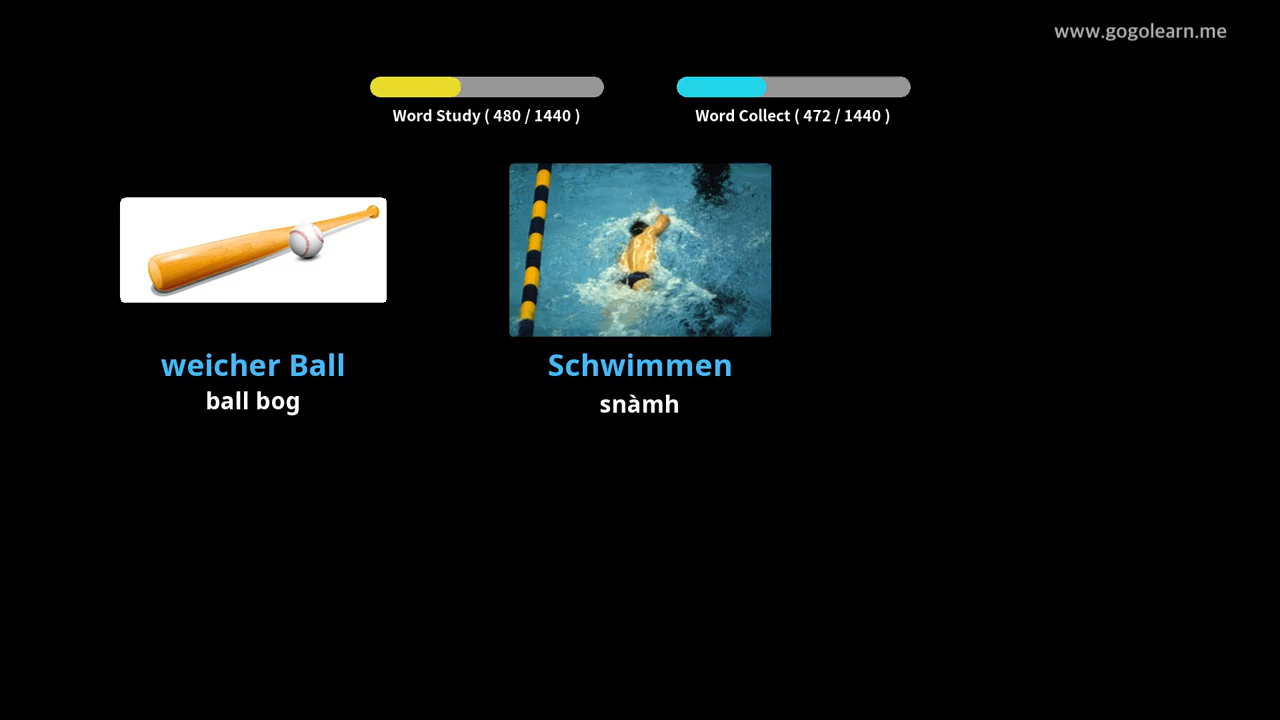 www.gogolearn.me
Word Study ( 480 / 1440 )
Word Collect ( 472 / 1440 )
weicher Ball
ball bog
Schwimmen
snàmh